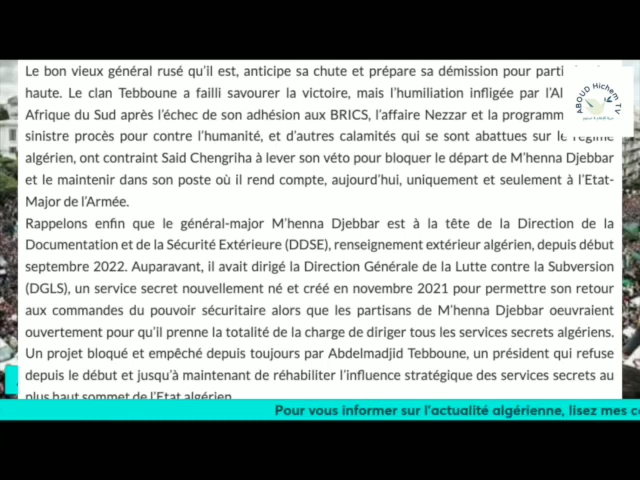 Le bon vieux général rusé qu'il est, anticipe sa chute et prépare sa démission pour parti
haute. Le clan Tebboune a failli savourer la victoire, mais l'humiliation infligée par l'Al
Afrique du Sud après l'échec de son adhésion aux BRICS, l'affaire Nezzar et la programm
sinistre procès pour contre l'humanité, et d'autres calamités qui se sont abattues sur le régime
algérien, ont contraint Said Chengriha à lever son véto pour bloquer le départ de M'henna Djebbar
et le maintenir dans son poste où il rend compte, aujourd'hui, uniquement et seulement à l'Etat-
Major de l'Armée.
Rappelons enfin que le général-major M'henna Djebbar est à la tête de la Direction de la
Documentation et de la Sécurité Extérieure (DDSE), renseignement extérieur algérien, depuis début
septembre 2022. Auparavant, il avait dirigé la Direction Générale de la Lutte contre la Subversion
(DGLS), un service secret nouvellement né et créé en novembre 2021 pour permettre son retour
aux commandes du pouvoir sécuritaire alors que les partisans de M'henna Djebbar oeuvraient
ouvertement pour qu'il prenne la totalité de la charge de diriger tous les services secrets algériens.
Un projet bloqué et empêché depuis toujours par Abdelmadjid Tebboune, un président qui refuse
depuis le début et jusqu'à maintenant de réhabiliter l'influence stratégique des services secrets au
plus haut sommet de l'Etat algérien.
ABOUD Hichem TV
Pour vous informer sur l'actualité algérienne, lisez mes c